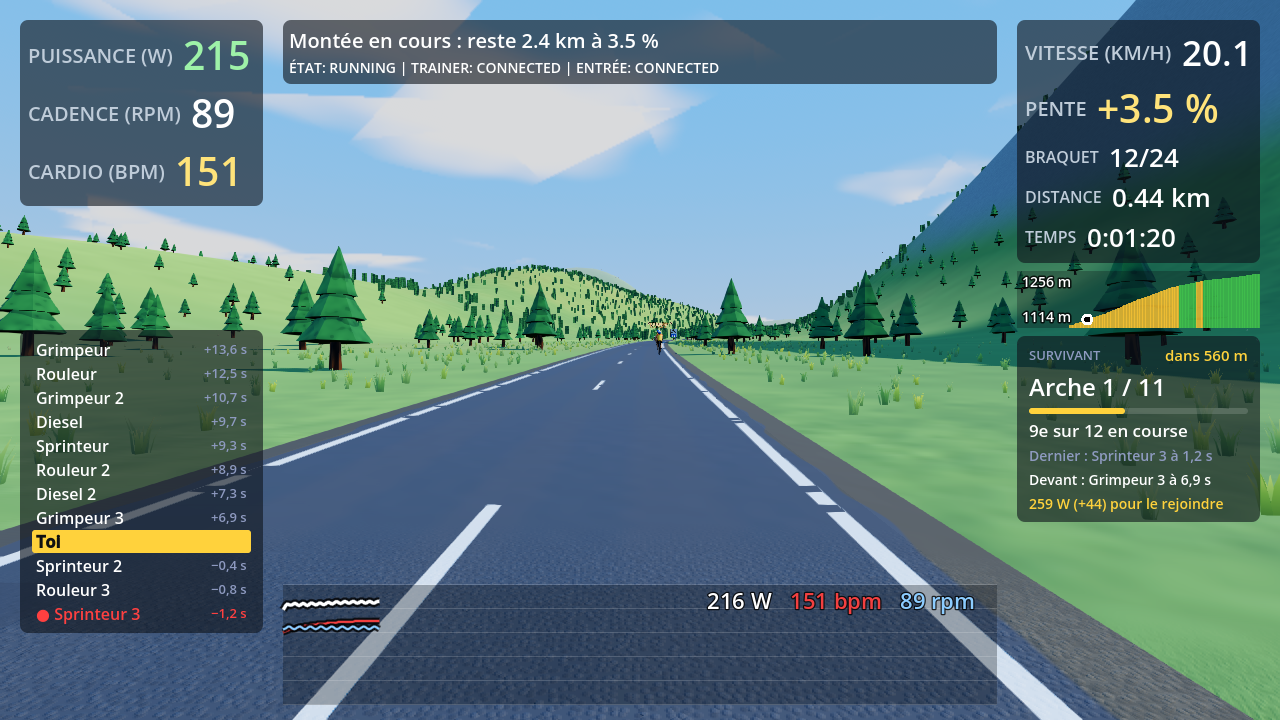 PUISSANCE (W) 215
CADENCE (RPM) 89
CARDIO (BPM) 151
Montée en cours : reste 2.4 km à 3.5 %
ÉTAT: RUNNING | TRAINER: CONNECTED | ENTRÉE: CONNECTED
VITESSE (KM/H) 20.1
PENTE +3.5 %
BRAQUET 12/24
DISTANCE 0.44 km
TEMPS 0:01:20
1256 m
1114 m
SURVIVANT dans 560 m
Arche 1 / 11
9e sur 12 en course
Dernier : Sprinteur 3 à 1,2 s
Devant : Grimpeur 3 à 6,9 s
259 W (+44) pour le rejoindre
Grimpeur +13,6 s
Rouleur +12,5 s
Grimpeur 2 +10,7 s
Diesel +9,7 s
Sprinteur +9,3 s
Rouleur 2 +8,9 s
Diesel 2 +7,3 s
Grimpeur 3 +6,9 s
Toi
Sprinteur 2 −0,4 s
Rouleur 3 −0,8 s
Sprinteur 3 −1,2 s
216 W 151 bpm 89 rpm